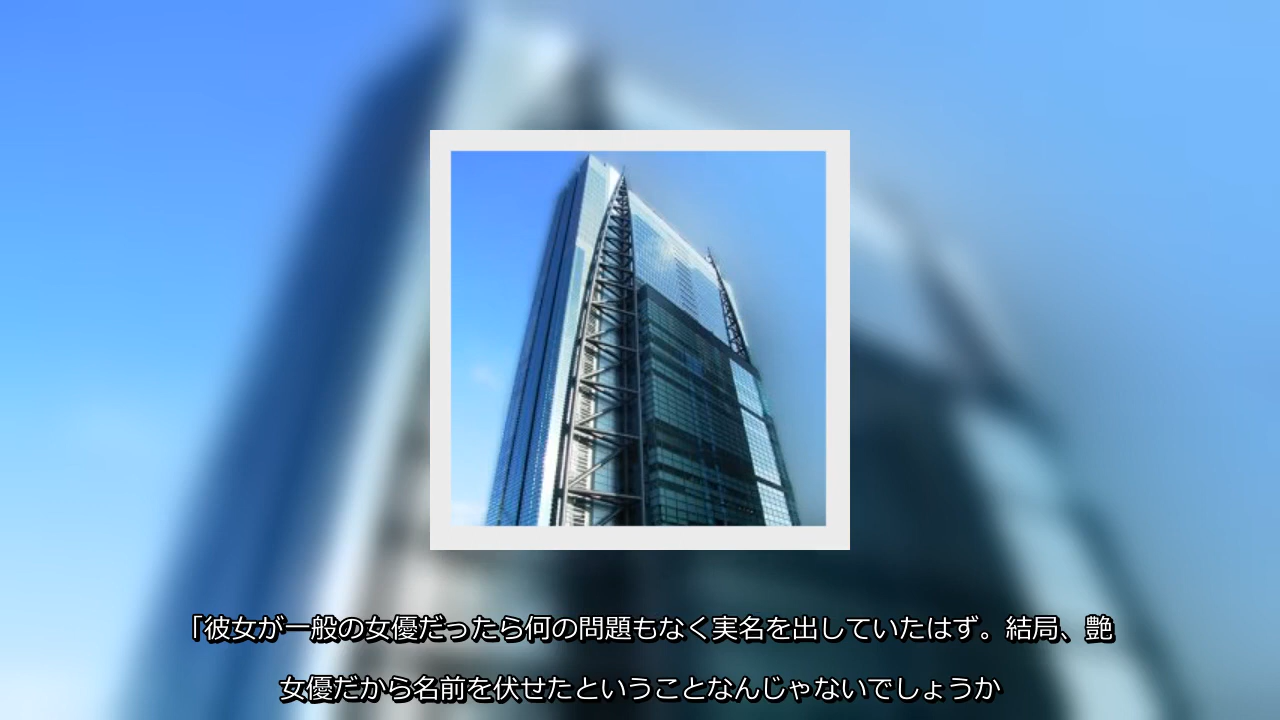 「彼女が一般の女優だったら何の問題もなく実名を出していたはず。結局、艶
女優だから名前を伏せたということなんじゃないでしょうか